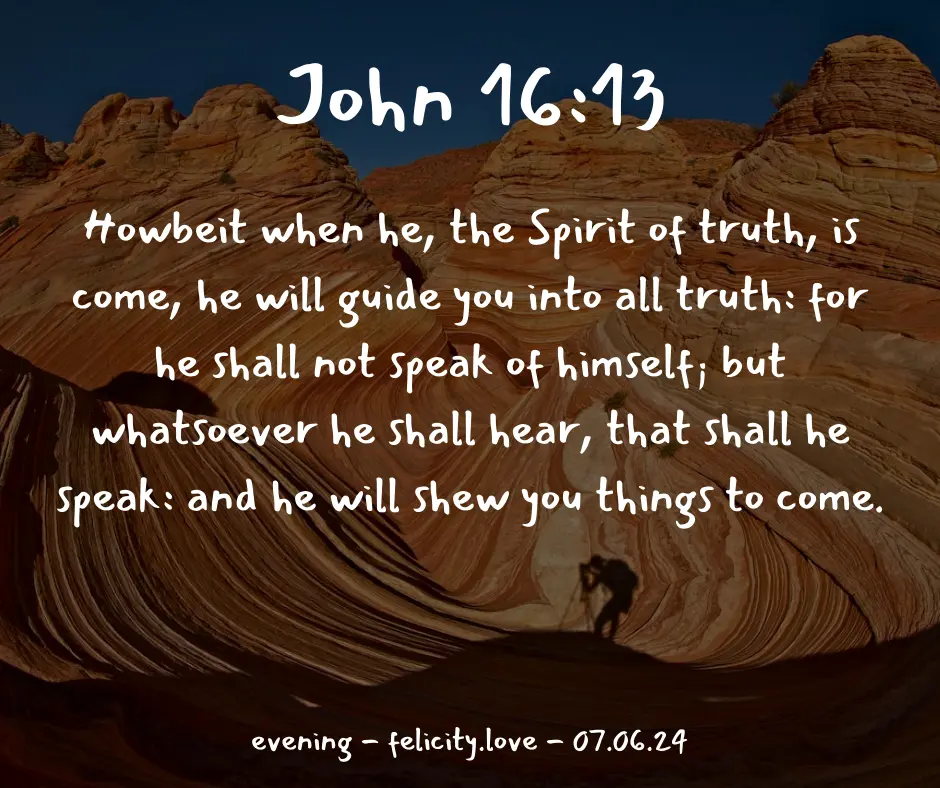 John 16:13
Howbeit when he, the Spirit of truth, is
come, he will guide you into all truth: for
he shall not speak of himself; but
whatsoever he shall hear, that shall he
speak: and he will shew you things to come.
evening – felicity.love – 07.06.24